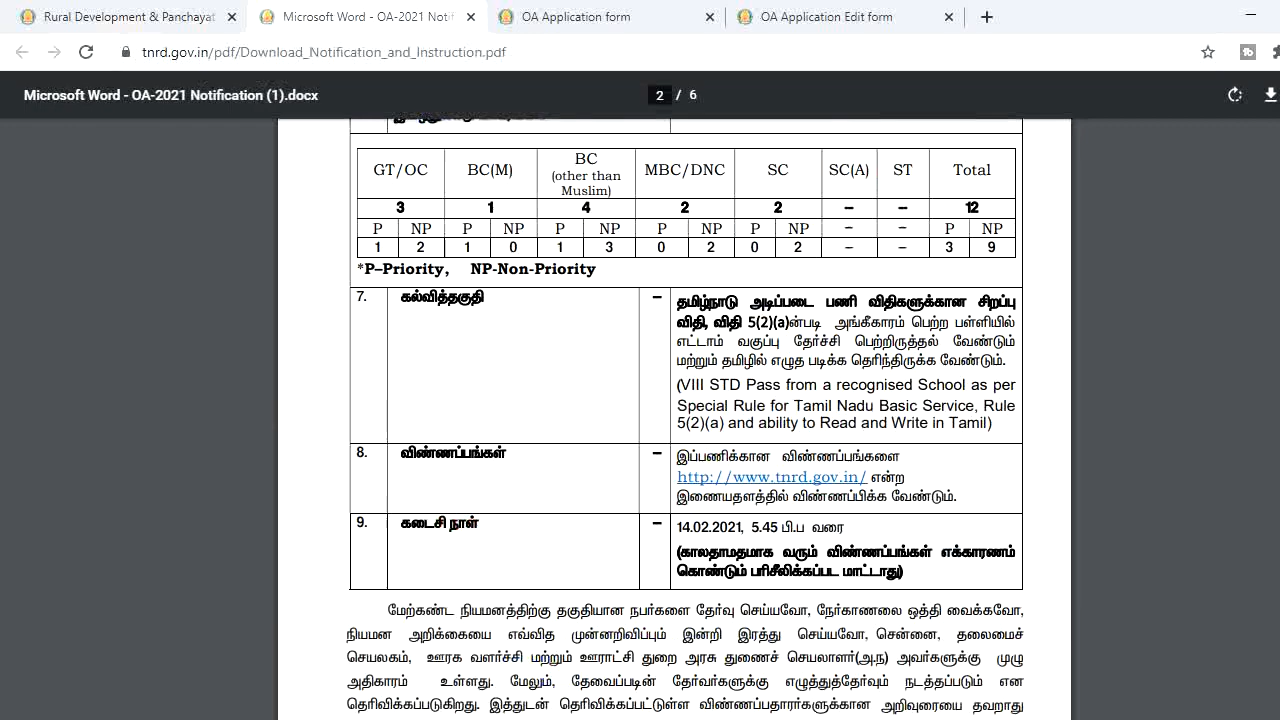 Rural Development & Panchayat
Microsoft Word - OA-2021 Notif
OA Application form
OA Application Edit form
tnrd.gov.in/pdf/Download_Notification_and_Instruction.pdf
Microsoft Word - OA-2021 Notification (1).docx
2 / 6
GT/OC BC(M) BC (other than Muslim) MBC/DNC SC SC(A) ST Total
3 1 4 2 2 – – 12
P NP P NP P NP P NP P NP – – P NP
1 2 1 0 1 3 0 2 0 2 – – 3 9
*P–Priority, NP-Non-Priority
7. கல்வித்தகுதி – தமிழ்நாடு அடிப்படை பணி விதிகளுக்கான சிறப்பு
விதி, விதி 5(2)(a)ன்படி அங்கீகாரம் பெற்ற பள்ளியில்
எட்டாம் வகுப்பு தேர்ச்சி பெற்றிருத்தல் வேண்டும்
மற்றும் தமிழில் எழுத படிக்க தெரிந்திருக்க வேண்டும்.
(VIII STD Pass from a recognised School as per
Special Rule for Tamil Nadu Basic Service, Rule
5(2)(a) and ability to Read and Write in Tamil)
8. விண்ணப்பங்கள் – இப்பணிக்கான விண்ணப்பங்களை
http://www.tnrd.gov.in/ என்ற
இணையதளத்தில் விண்ணப்பிக்க வேண்டும்.
9. கடைசி நாள் – 14.02.2021, 5.45 பி.ப வரை
(காலதாமதமாக வரும் விண்ணப்பங்கள் எக்காரணம்
கொண்டும் பரிசீலிக்கப்பட மாட்டாது)
மேற்கண்ட நியமனத்திற்கு தகுதியான நபர்களை தேர்வு செய்யவோ, நேர்காணலை ஒத்தி வைக்கவோ,
நியமன அறிக்கையை எவ்வித முன்னறிவிப்பும் இன்றி இரத்து செய்யவோ, சென்னை, தலைமைச்
செயலகம், ஊரக வளர்ச்சி மற்றும் ஊராட்சி துறை அரசு துணைச் செயலாளர்(அ.ந) அவர்களுக்கு முழு
அதிகாரம் உள்ளது. மேலும், தேவைப்படின் தேர்வர்களுக்கு எழுத்துத்தேர்வும் நடத்தப்படும் என
தெரிவிக்கப்படுகிறது. இத்துடன் தெரிவிக்கப்பட்டுள்ள விண்ணப்பதாரர்களுக்கான அறிவுரையை தவறாது